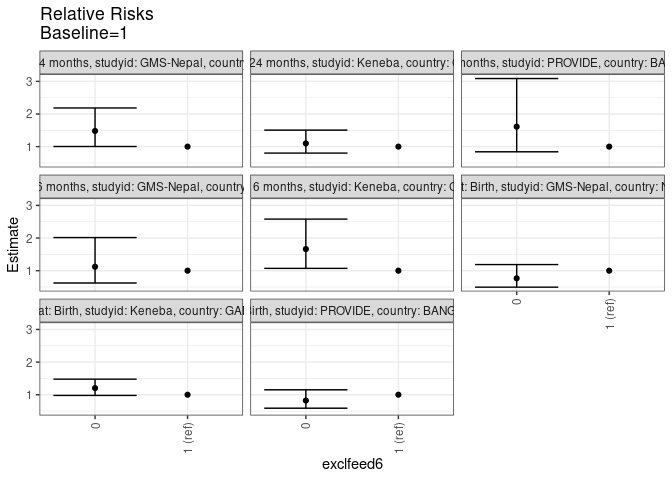 Relative Risks
Baseline=1
4 months, studyid: GMS-Nepal, countr
24 months, studyid: Keneba, country:
months, studyid: PROVIDE, country: BA
3
2
1
6 months, studyid: GMS-Nepal, country
6 months, studyid: Keneba, country: G
t: Birth, studyid: GMS-Nepal, country: N
3
2
1
Estimate
0
1 (ref)
at: Birth, studyid: Keneba, country: GA
irth, studyid: PROVIDE, country: BANG
3
2
1
0
1 (ref)
0
1 (ref)
exclfeed6